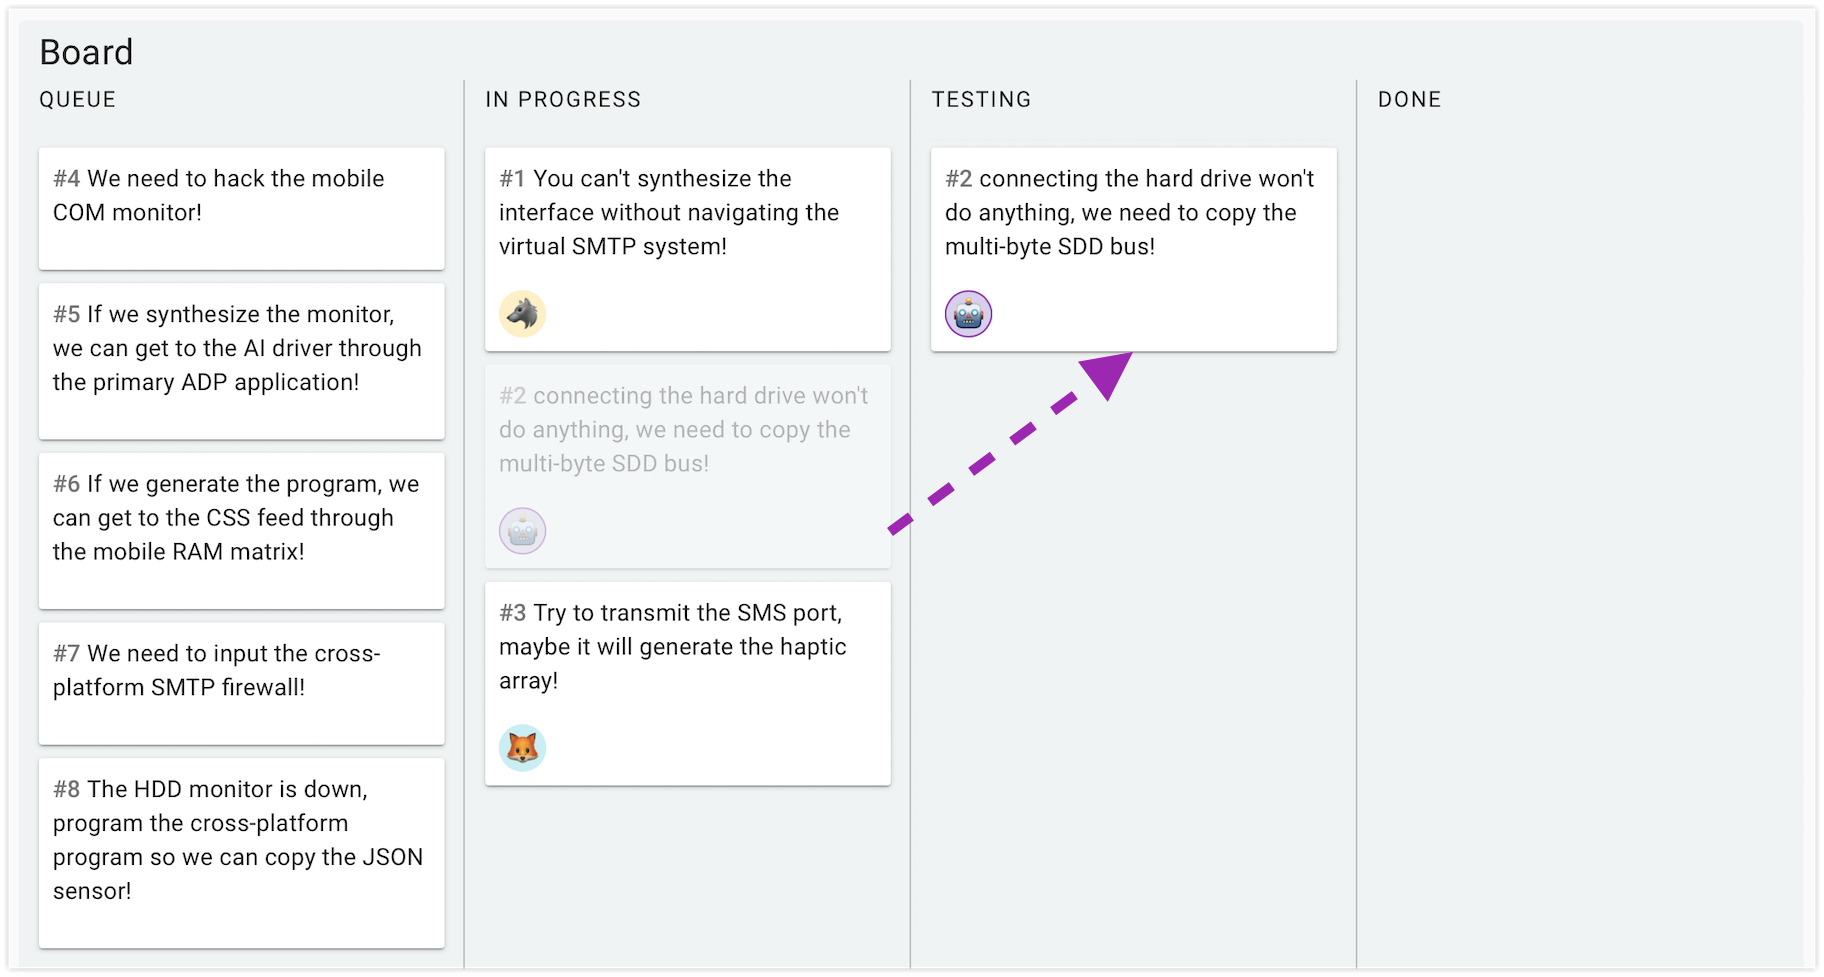 Board
QUEUE
#4 We need to hack the mobile
COM monitor!
#5 If we synthesize the monitor,
we can get to the AI driver through
the primary ADP application!
#6 If we generate the program, we
can get to the CSS feed through
the mobile RAM matrix!
#7 We need to input the cross-
platform SMTP firewall!
#8 The HDD monitor is down,
program the cross-platform
program so we can copy the JSON
sensor!
IN PROGRESS
#1 You can't synthesize the
interface without navigating the
virtual SMTP system!
#2 connecting the hard drive won't
do anything, we need to copy the
multi-byte SDD bus!
#3 Try to transmit the SMS port,
maybe it will generate the haptic
array!
TESTING
#2 connecting the hard drive won't
do anything, we need to copy the
multi-byte SDD bus!
DONE